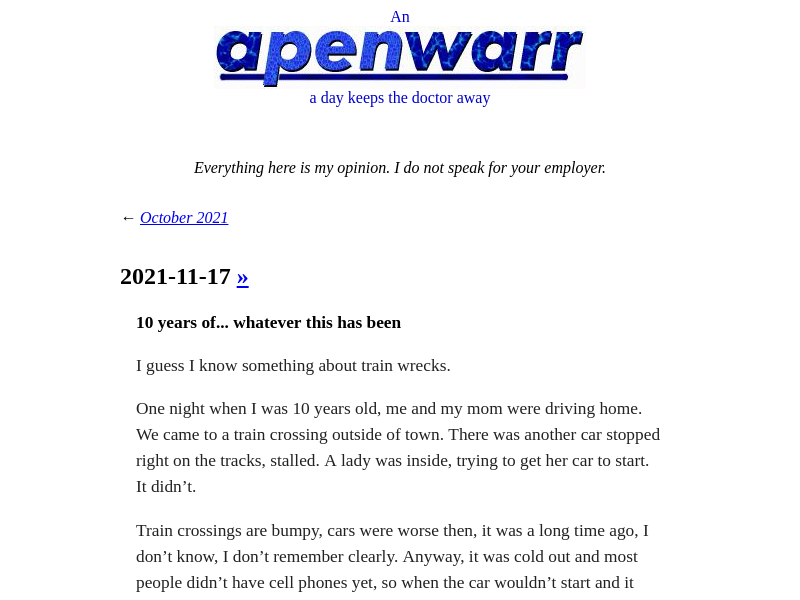 An
apenwarr
a day keeps the doctor away
Everything here is my opinion. I do not speak for your employer.
← October 2021
2021-11-17 »
10 years of... whatever this has been
I guess I know something about train wrecks.
One night when I was 10 years old, me and my mom were driving home.
We came to a train crossing outside of town. There was another car stopped
right on the tracks, stalled. A lady was inside, trying to get her car to start.
It didn’t.
Train crossings are bumpy, cars were worse then, it was a long time ago, I
don’t know, I don’t remember clearly. Anyway, it was cold out and most
people didn’t have cell phones yet, so when the car wouldn’t start and it